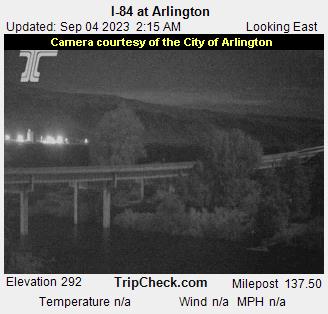 I-84 at Arlington
Updated: Sep 04 2023 2:15 AM Looking East
Camera courtesy of the City of Arlington
Elevation 292 TripCheck.com Milepost 137.50
Temperature n/a Wind n/a MPH n/a